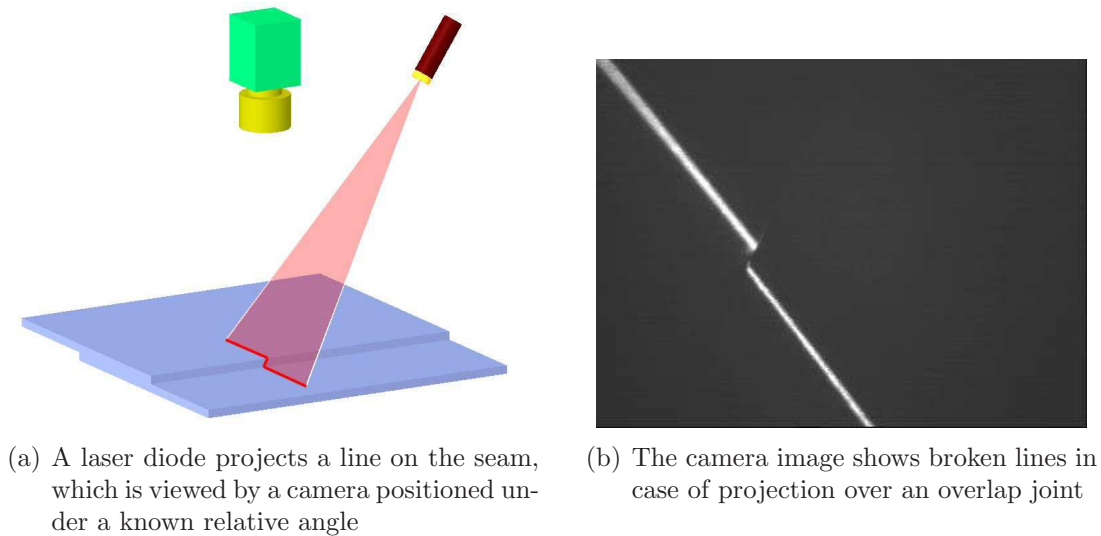 (a) A laser diode projects a line on the seam,
which is viewed by a camera positioned un-
der a known relative angle
(b) The camera image shows broken lines in
case of projection over an overlap joint